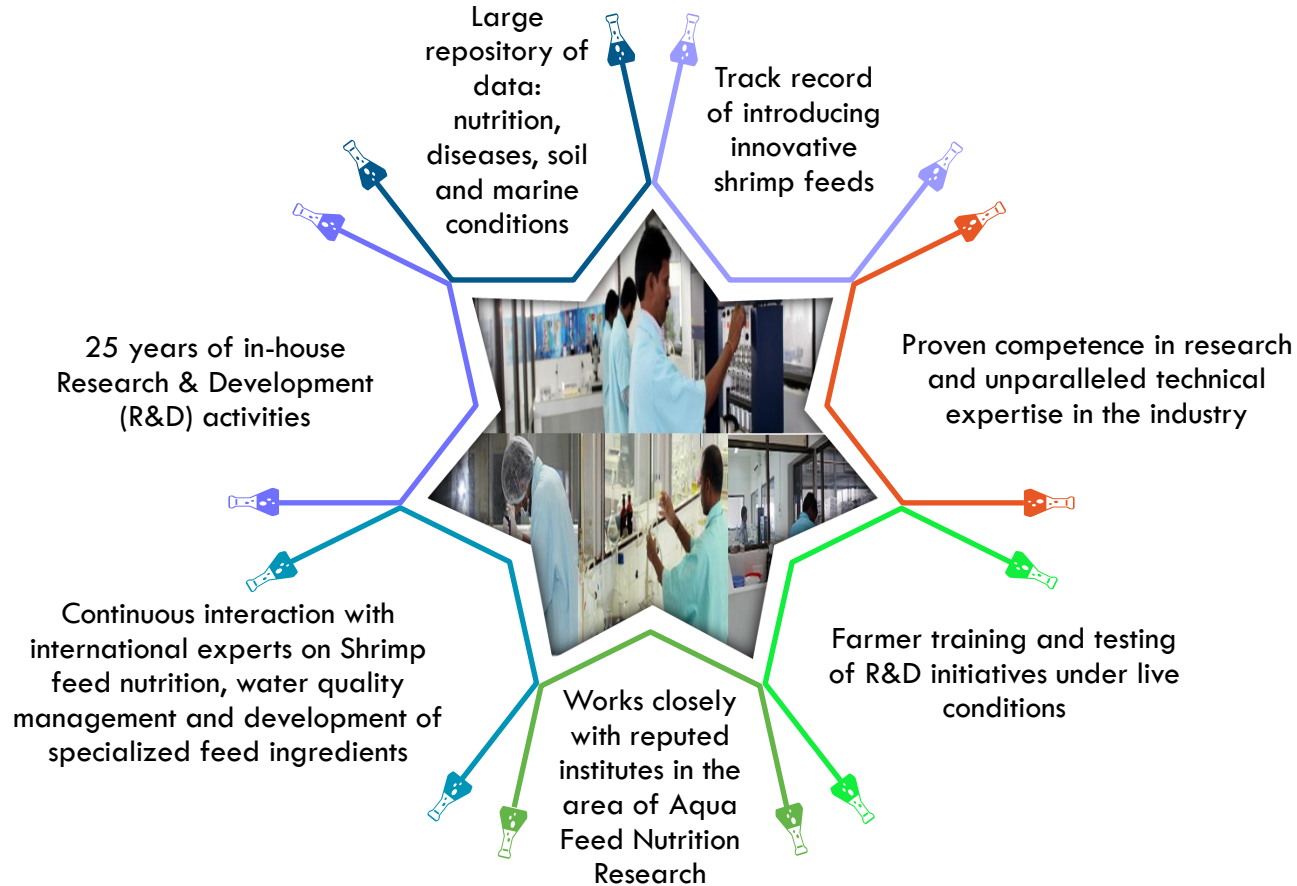 Large
repository of
data:
nutrition,
diseases, soil
and marine
conditions
Track record
of introducing
innovative
shrimp feeds
25 years of in-house
Research & Development
(R&D) activities
Proven competence in research
and unparalleled technical
expertise in the industry
Continuous interaction with
international experts on Shrimp
feed nutrition, water quality
management and development of
specialized feed ingredients
Farmer training and testing
of R&D initiatives under live
conditions
Works closely
with reputed
institutes in the
area of Aqua
Feed Nutrition
Research